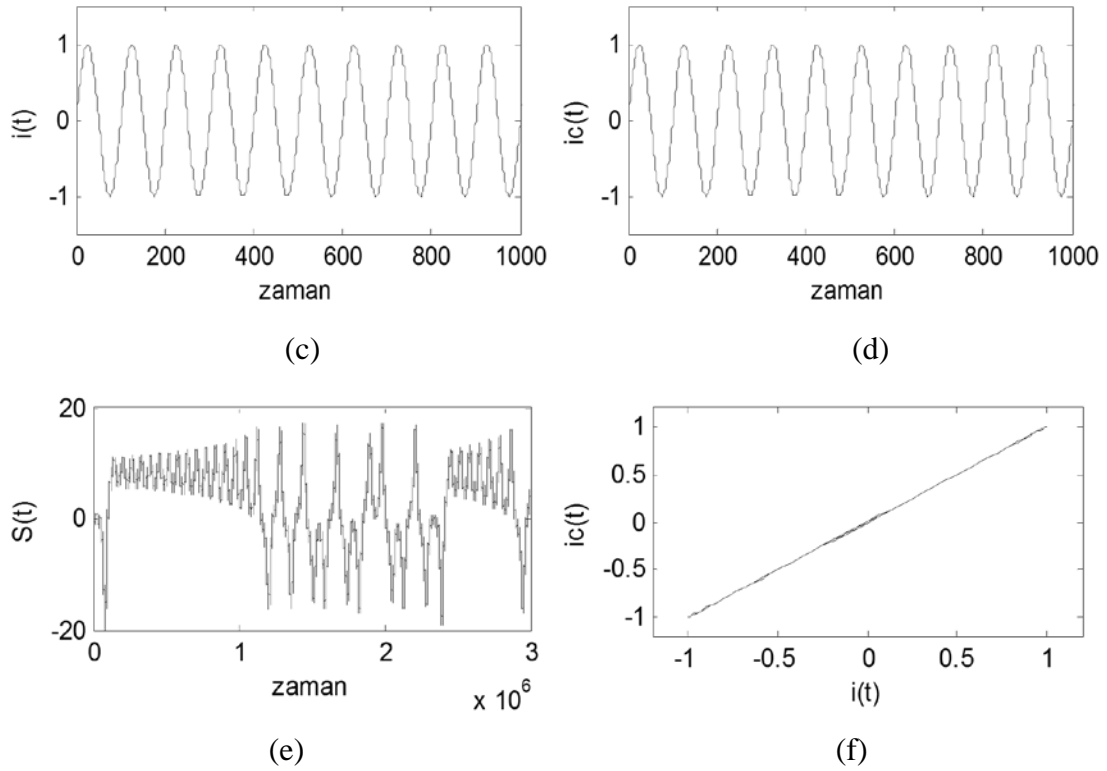 1
0
-1
i(t)
0 200 400 600 800 1000
zaman
(c)
1
0
-1
ic(t)
0 200 400 600 800 1000
zaman
(d)
20
0
-20
S(t)
0 1 2 3
zaman
x 10^6
(e)
1
0.5
0
-0.5
-1
ic(t)
-1 -0.5 0 0.5 1
i(t)
(f)